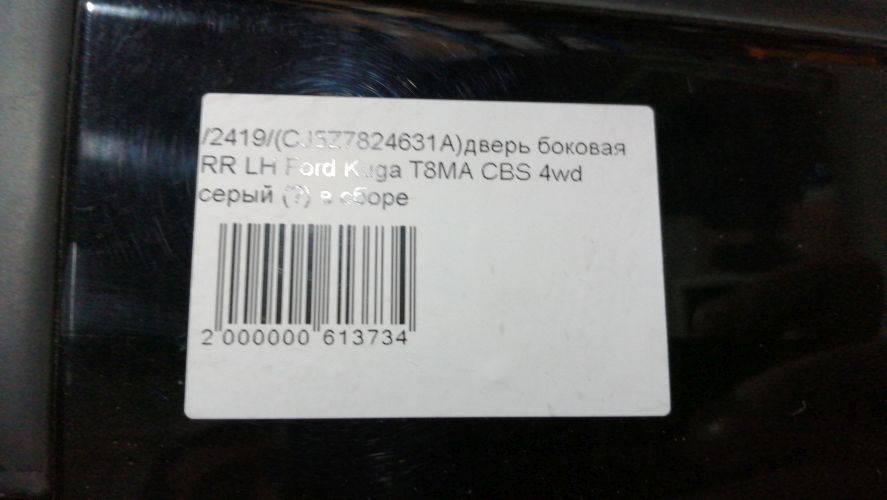 /2419/(CJ5Z7824631A)дверь боковая
RR LH Ford Kuga T8MA CBS 4wd
серый (?) в сборе
2 000000 613734